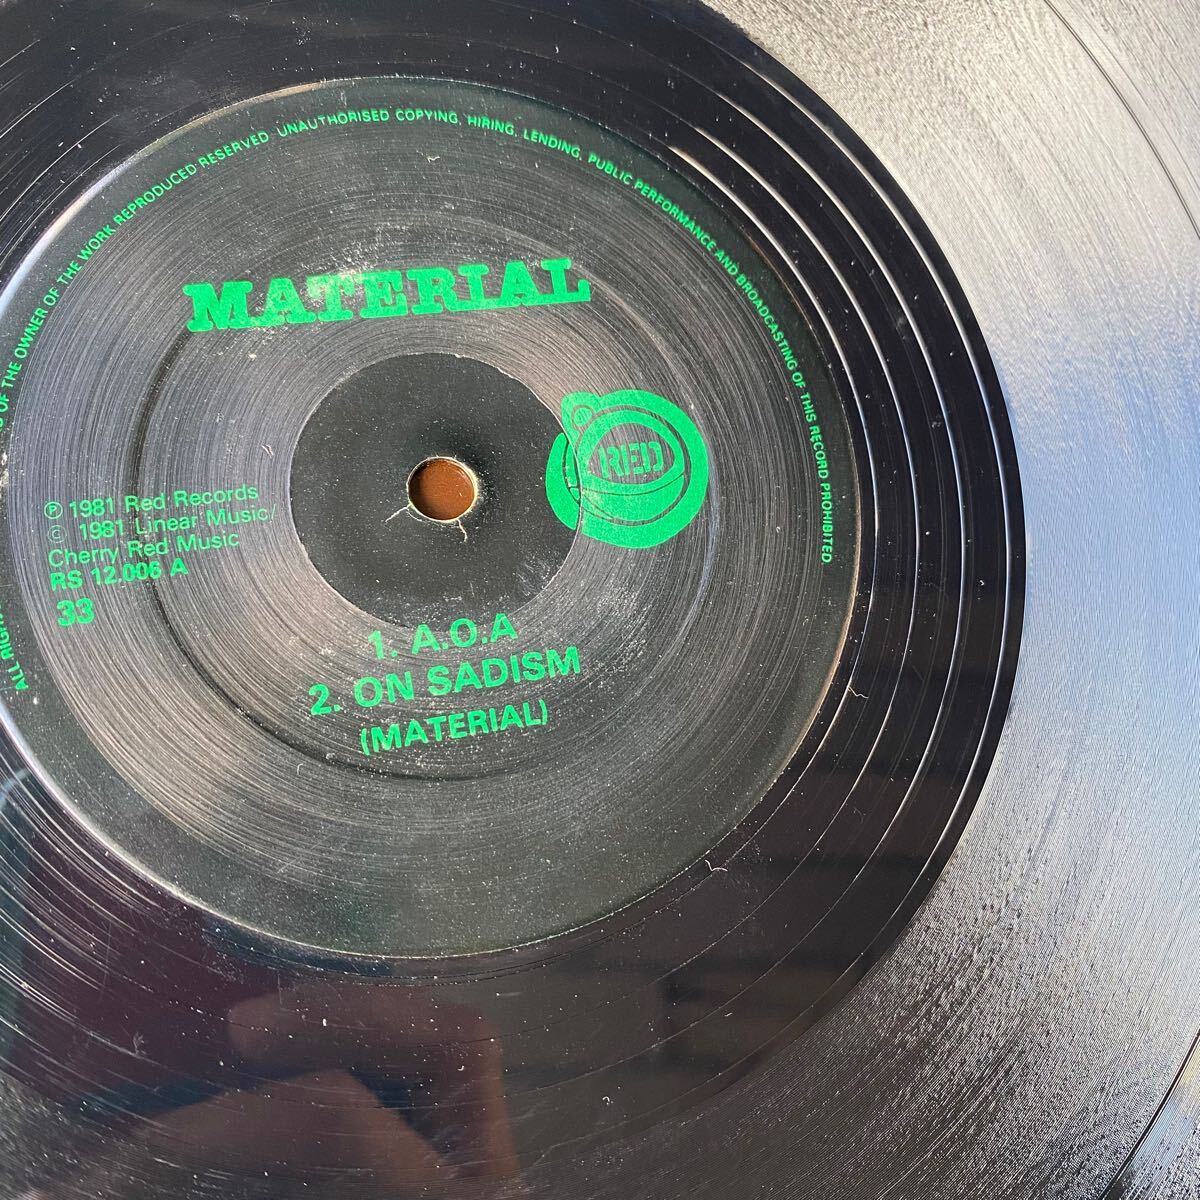 ALL RIGH
S OF THE OWNER OF THE WORK REPRODUCED RESERVED UNAUTHORISED COPYING, HIRING, LENDING, PUBLIC PERFORMANCE AND BROADCASTING OF THIS RECORD PROHIBITED
MATERIAL
RED
Ⓟ 1981 Red Records
© 1981 Linear Music/
Cherry Red Music
RS 12.006 A
33
1. A.O.A
2. ON SADISM
(MATERIAL)